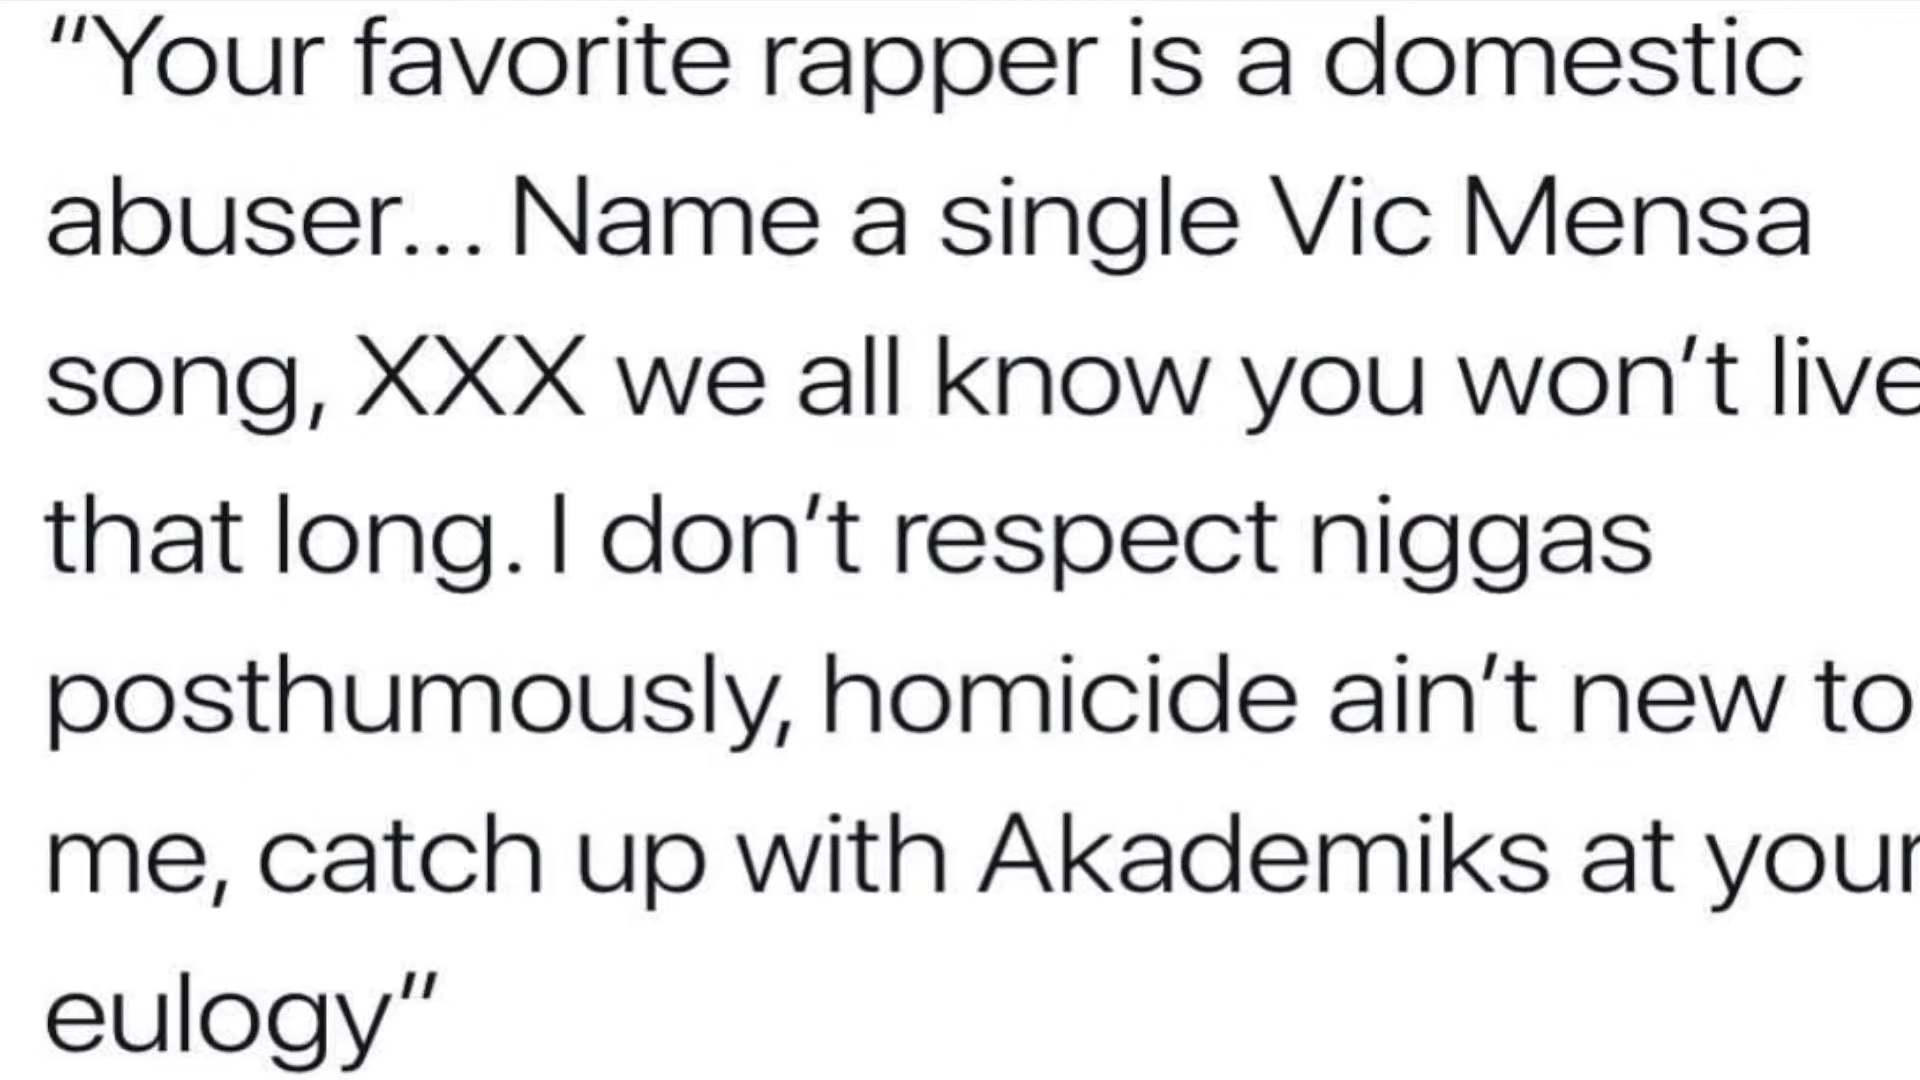 “Your favorite rapper is a domestic
abuser... Name a single Vic Mensa
song, XXX we all know you won’t live
that long. I don’t respect niggas
posthumously, homicide ain’t new to
me, catch up with Akademiks at your
eulogy”